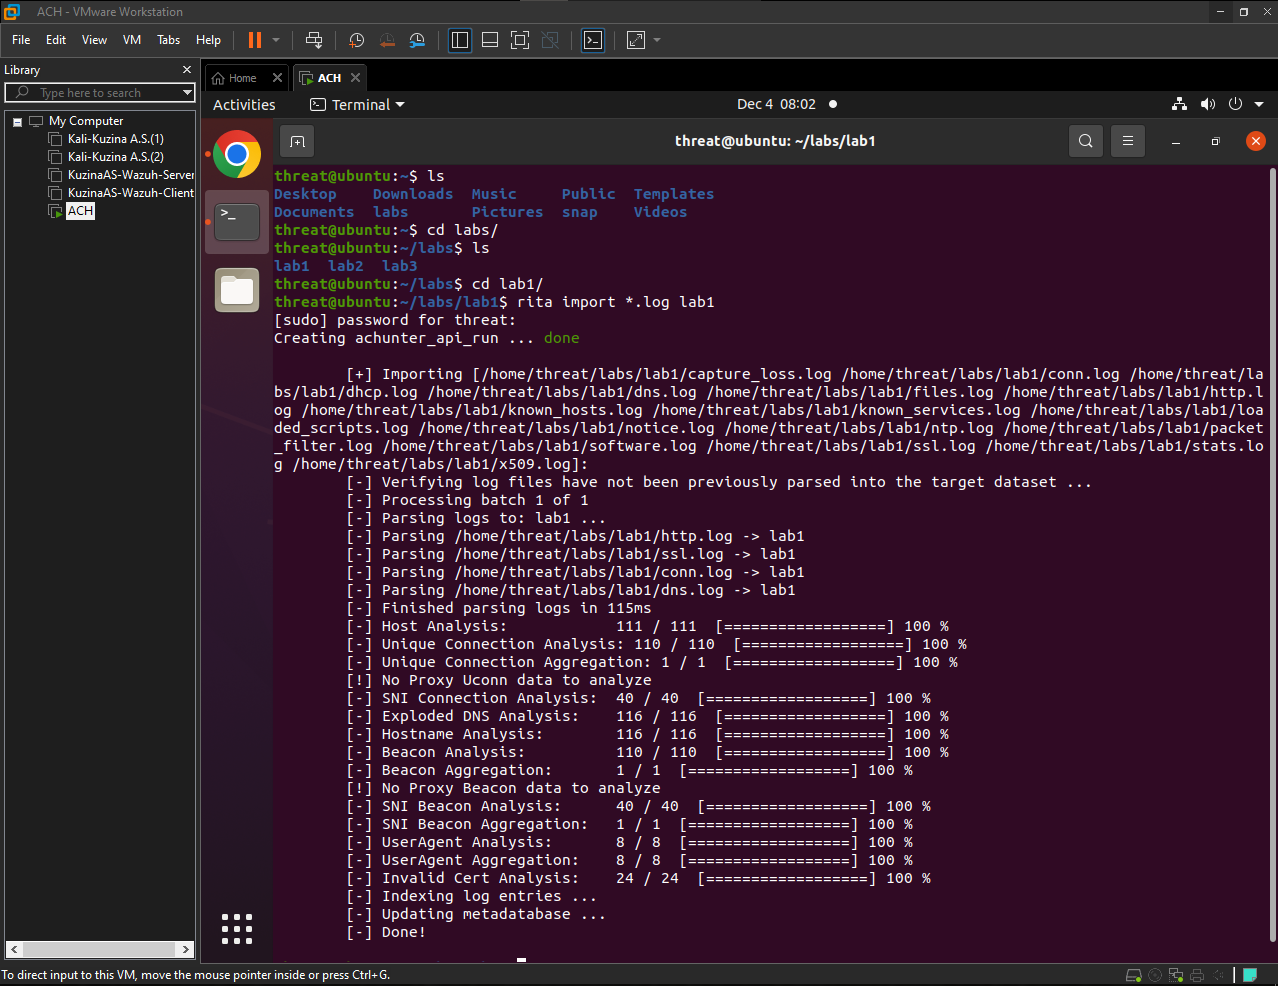 ACH - VMware Workstation
File Edit View VM Tabs Help
Library
Type here to search
My Computer
Kali-Kuzina A.S.(1)
Kali-Kuzina A.S.(2)
KuzinaAS-Wazuh-Server
KuzinaAS-Wazuh-Client
ACH
Home
ACH
Activities
Terminal
Dec 4 08:02
threat@ubuntu: ~/labs/lab1
threat@ubuntu:~$ ls
Desktop Downloads Music Public Templates
Documents labs Pictures snap Videos
threat@ubuntu:~$ cd labs/
threat@ubuntu:~/labs$ ls
lab1 lab2 lab3
threat@ubuntu:~/labs$ cd lab1/
threat@ubuntu:~/labs/lab1$ rita import *.log lab1
[sudo] password for threat:
Creating achunter_api_run ... done
[+] Importing [/home/threat/labs/lab1/capture_loss.log /home/threat/labs/lab1/conn.log /home/threat/la
bs/lab1/dhcp.log /home/threat/labs/lab1/dns.log /home/threat/labs/lab1/files.log /home/threat/labs/lab1/http.l
og /home/threat/labs/lab1/known_hosts.log /home/threat/labs/lab1/known_services.log /home/threat/labs/lab1/loa
ded_scripts.log /home/threat/labs/lab1/notice.log /home/threat/labs/lab1/ntp.log /home/threat/labs/lab1/packet
_filter.log /home/threat/labs/lab1/software.log /home/threat/labs/lab1/ssl.log /home/threat/labs/lab1/stats.lo
g /home/threat/labs/lab1/x509.log]:
[-] Verifying log files have not been previously parsed into the target dataset ...
[-] Processing batch 1 of 1
[-] Parsing logs to: lab1 ...
[-] Parsing /home/threat/labs/lab1/http.log -> lab1
[-] Parsing /home/threat/labs/lab1/ssl.log -> lab1
[-] Parsing /home/threat/labs/lab1/conn.log -> lab1
[-] Parsing /home/threat/labs/lab1/dns.log -> lab1
[-] Finished parsing logs in 115ms
[-] Host Analysis: 111 / 111 [==================] 100 %
[-] Unique Connection Analysis: 110 / 110 [==================] 100 %
[-] Unique Connection Aggregation: 1 / 1 [==================] 100 %
[!] No Proxy Uconn data to analyze
[-] SNI Connection Analysis: 40 / 40 [==================] 100 %
[-] Exploded DNS Analysis: 116 / 116 [==================] 100 %
[-] Hostname Analysis: 116 / 116 [==================] 100 %
[-] Beacon Analysis: 110 / 110 [==================] 100 %
[-] Beacon Aggregation: 1 / 1 [==================] 100 %
[!] No Proxy Beacon data to analyze
[-] SNI Beacon Analysis: 40 / 40 [==================] 100 %
[-] SNI Beacon Aggregation: 1 / 1 [==================] 100 %
[-] UserAgent Analysis: 8 / 8 [==================] 100 %
[-] UserAgent Aggregation: 8 / 8 [==================] 100 %
[-] Invalid Cert Analysis: 24 / 24 [==================] 100 %
[-] Indexing log entries ...
[-] Updating metadatabase ...
[-] Done!
To direct input to this VM, move the mouse pointer inside or press Ctrl+G.